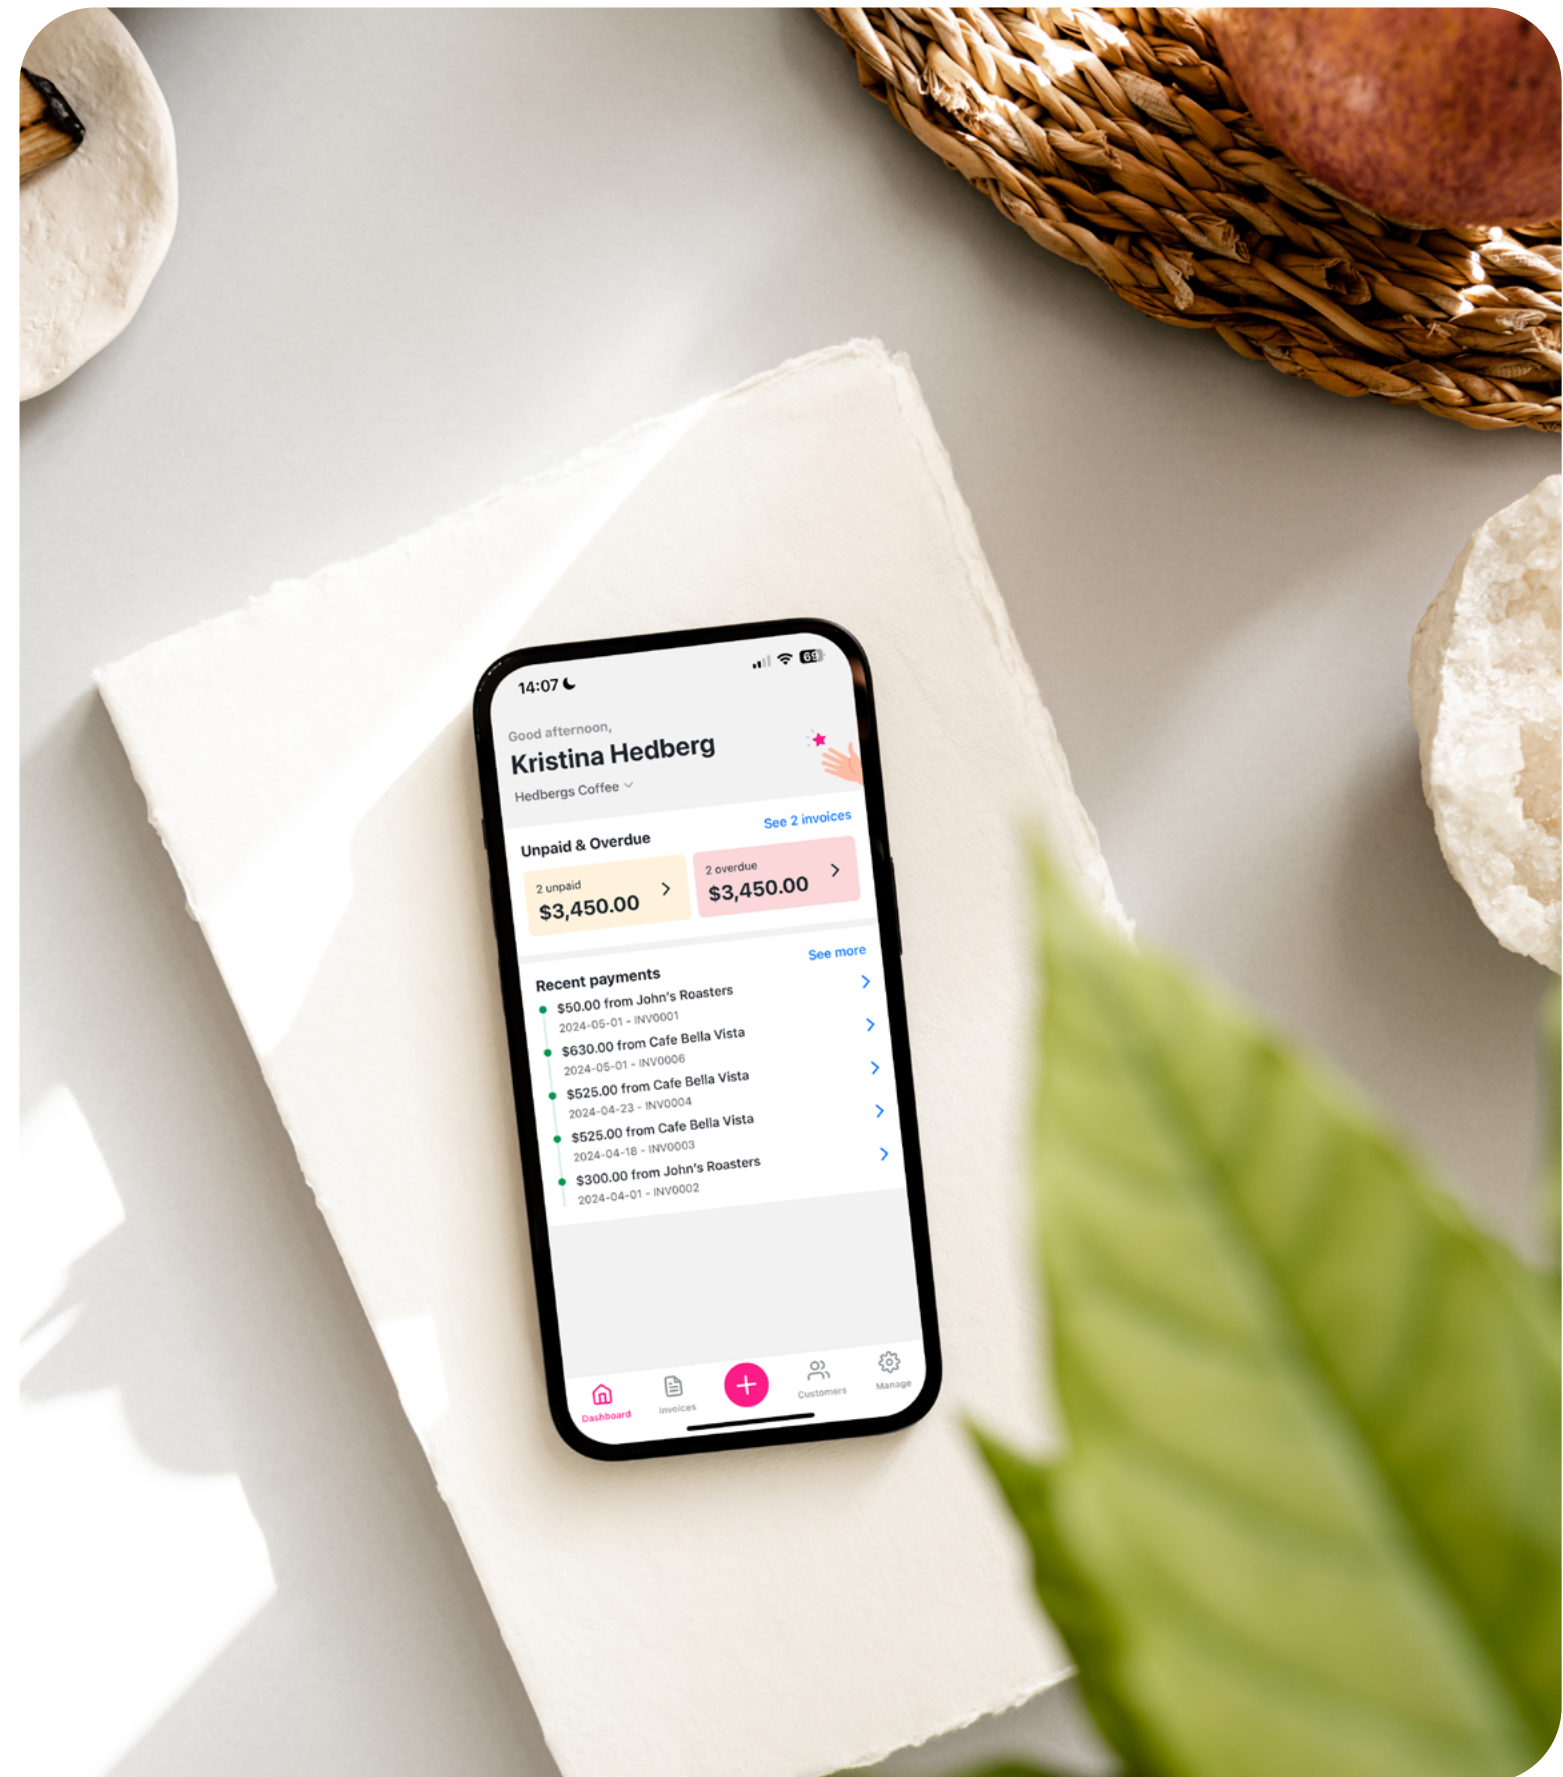 14:07
69
Good afternoon,
Kristina Hedberg
Hedbergs Coffee
Unpaid & Overdue
See 2 invoices
2 unpaid
$3,450.00
2 overdue
$3,450.00
Recent payments
See more
$50.00 from John's Roasters
2024-05-01 - INV0001
$630.00 from Cafe Bella Vista
2024-05-01 - INV0006
$525.00 from Cafe Bella Vista
2024-04-23 - INV0004
$525.00 from Cafe Bella Vista
2024-04-18 - INV0003
$300.00 from John's Roasters
2024-04-01 - INV0002
Dashboard
Invoices
Customers
Manage